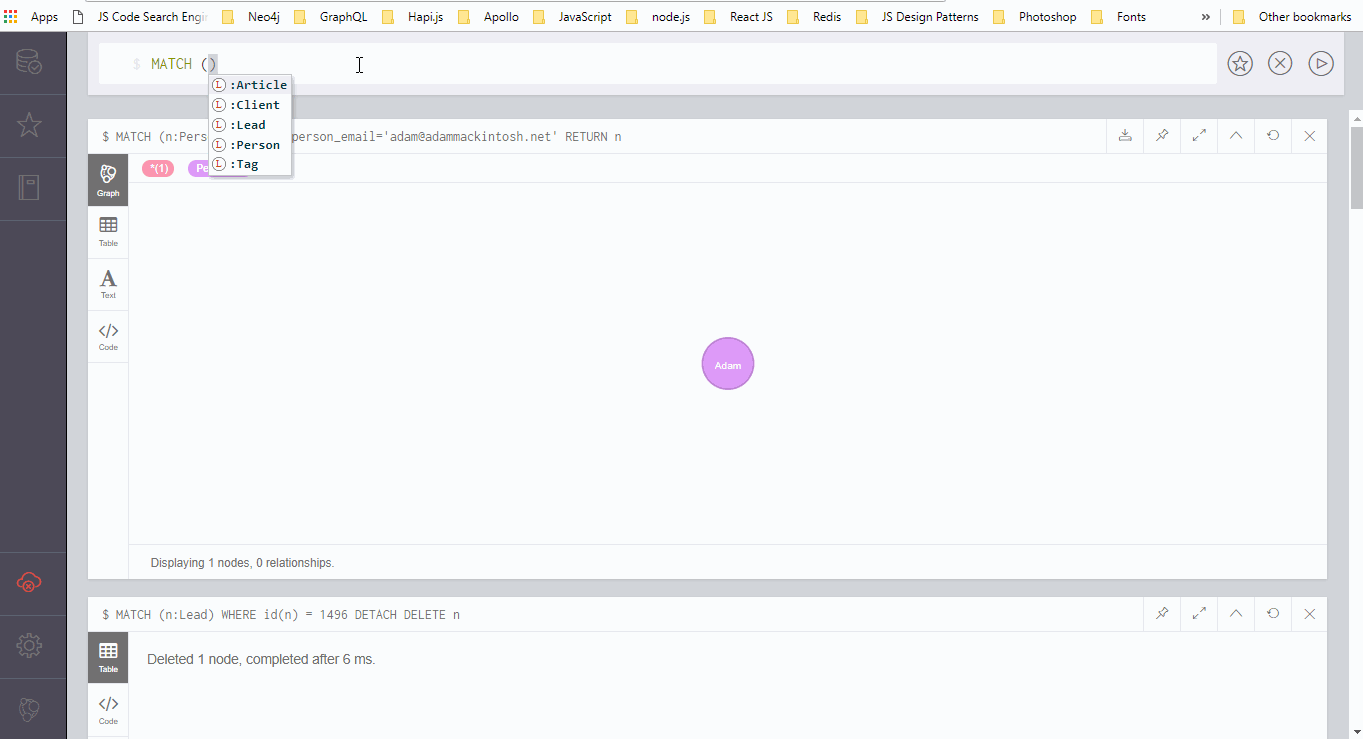 Apps JS Code Search Engi Neo4j GraphQL Hapi.js Apollo JavaScript node.js React JS Redis JS Design Patterns Photoshop Fonts » Other bookmarks
$ MATCH ()
L :Article
L :Client
L :Lead
L :Person
L :Tag
$ MATCH (n:Pers person_email='adam@adammackintosh.net' RETURN n
*(1) Pe
Graph
Table
A
Text
</>
Code
Adam
Displaying 1 nodes, 0 relationships.
$ MATCH (n:Lead) WHERE id(n) = 1496 DETACH DELETE n
Table
Deleted 1 node, completed after 6 ms.
</>
Code